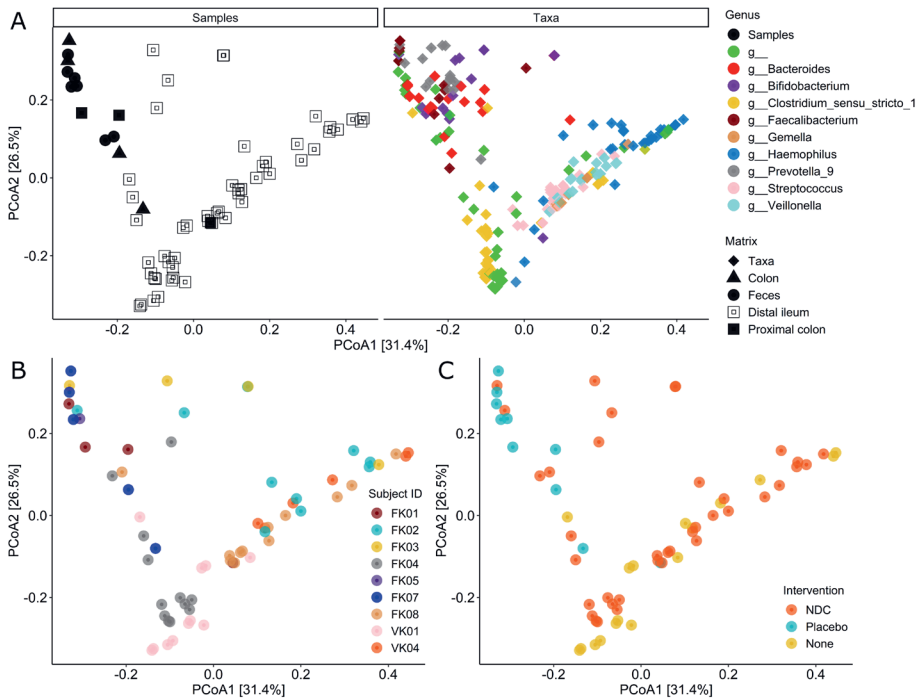 A
Samples
Taxa
PCoA2 [26.5%]
0.2
0.0
-0.2
-0.2
0.0
0.2
0.4
-0.2
0.0
0.2
0.4
PCoA1 [31.4%]
Genus
Samples
g__
g__Bacteroides
g__Bifidobacterium
g__Clostridium_sensu_stricto_1
g__Faecalibacterium
g__Gemella
g__Haemophilus
g__Prevotella_9
g__Streptococcus
g__Veillonella
Matrix
Taxa
Colon
Feces
Distal ileum
Proximal colon
B
PCoA2 [26.5%]
0.2
0.0
-0.2
-0.2
0.0
0.2
0.4
PCoA1 [31.4%]
Subject ID
FK01
FK02
FK03
FK04
FK05
FK07
FK08
VK01
VK04
C
PCoA2 [26.5%]
0.2
0.0
-0.2
-0.2
0.0
0.2
0.4
PCoA1 [31.4%]
Intervention
NDC
Placebo
None